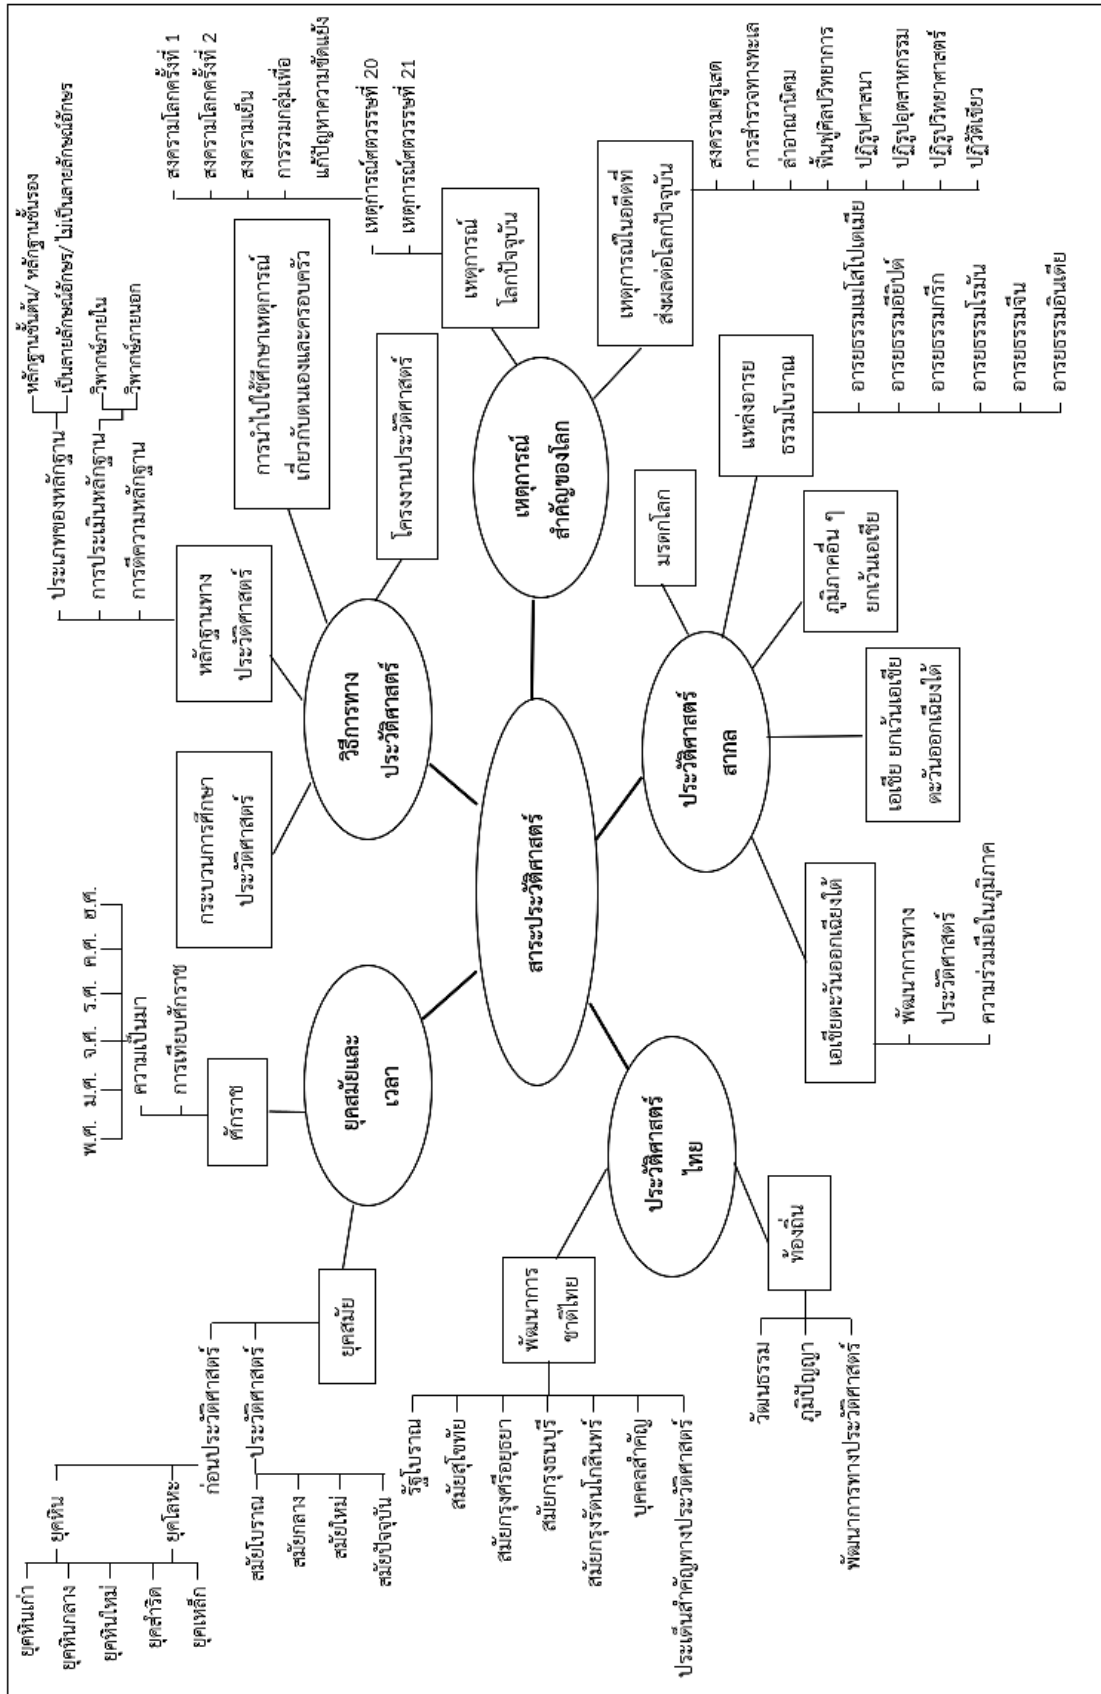 สาระประวัติศาสตร์
ยุคสมัยและ
เวลา
ยุคสมัย
ก่อนประวัติศาสตร์
ยุคหิน
ยุคหินเก่า
ยุคหินกลาง
ยุคหินใหม่
ยุคโลหะ
ยุคสำริด
ยุคเหล็ก
ประวัติศาสตร์
สมัยโบราณ
สมัยกลาง
สมัยใหม่
สมัยปัจจุบัน
ศักราช
ความเป็นมา
พ.ศ. ม.ศ. จ.ศ. ร.ศ. ค.ศ. ฮ.ศ.
การเทียบศักราช
วิธีการทาง
ประวัติศาสตร์
กระบวนการศึกษา
ประวัติศาสตร์
หลักฐานทาง
ประวัติศาสตร์
ประเภทของหลักฐาน
หลักฐานชั้นต้น/ หลักฐานชั้นรอง
เป็นลายลักษณ์อักษร/ ไม่เป็นลายลักษณ์อักษร
การประเมินหลักฐาน
วิพากษ์ภายใน
วิพากษ์ภายนอก
การตีความหลักฐาน
การนำไปใช้ศึกษาเหตุการณ์
เกี่ยวกับตนเองและครอบครัว
โครงงานประวัติศาสตร์
เหตุการณ์
สำคัญของโลก
เหตุการณ์
โลกปัจจุบัน
เหตุการณ์ศตวรรษที่ 20
สงครามโลกครั้งที่ 1
สงครามโลกครั้งที่ 2
สงครามเย็น
การรวมกลุ่มเพื่อ
แก้ปัญหาความขัดแย้ง
เหตุการณ์ศตวรรษที่ 21
เหตุการณ์ในอดีตที่
ส่งผลต่อโลกปัจจุบัน
สงครามครูเสด
การสำรวจทางทะเล
ล่าอาณานิคม
ฟื้นฟูศิลปวิทยาการ
ปฏิรูปศาสนา
ปฏิรูปอุตสาหกรรม
ปฏิรูปวิทยาศาสตร์
ปฏิวัติเขียว
ประวัติศาสตร์
สากล
มรดกโลก
แหล่งอารย
ธรรมโบราณ
อารยธรรมเมโสโปเตเมีย
อารยธรรมอียิปต์
อารยธรรมกรีก
อารยธรรมโรมัน
อารยธรรมจีน
อารยธรรมอินเดีย
ภูมิภาคอื่น ๆ
ยกเว้นเอเชีย
เอเชีย ยกเว้นเอเชีย
ตะวันออกเฉียงใต้
เอเชียตะวันออกเฉียงใต้
พัฒนาการทาง
ประวัติศาสตร์
ความร่วมมือในภูมิภาค
ประวัติศาสตร์
ไทย
พัฒนาการ
ชาติไทย
รัฐโบราณ
สมัยสุโขทัย
สมัยกรุงศรีอยุธยา
สมัยกรุงธนบุรี
สมัยกรุงรัตนโกสินทร์
บุคคลสำคัญ
ประเด็นสำคัญทางประวัติศาสตร์
ท้องถิ่น
วัฒนธรรม
ภูมิปัญญา
พัฒนาการทางประวัติศาสตร์